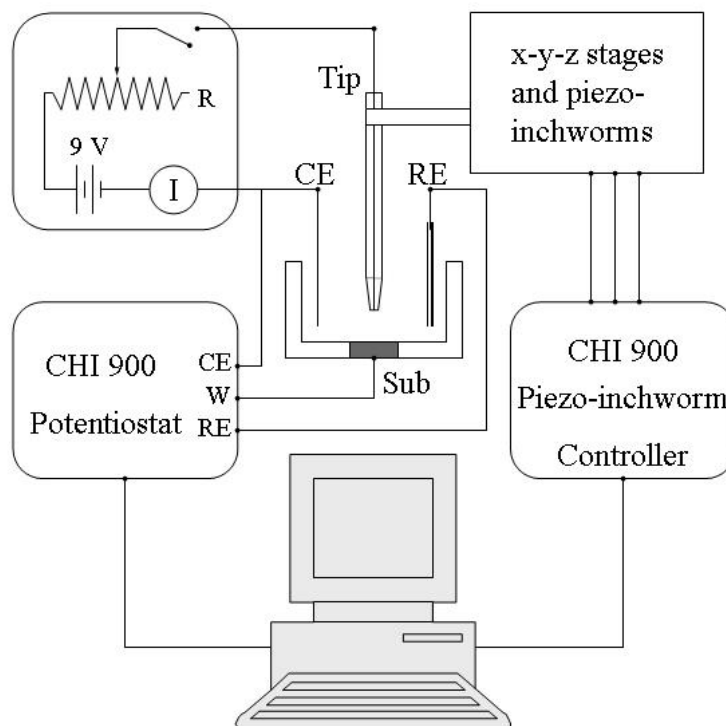 R
9 V
I
Tip
x-y-z stages
and piezo-
inchworms
CE
RE
CHI 900
Potentiostat
CE
W
RE
Sub
CHI 900
Piezo-inchworm
Controller